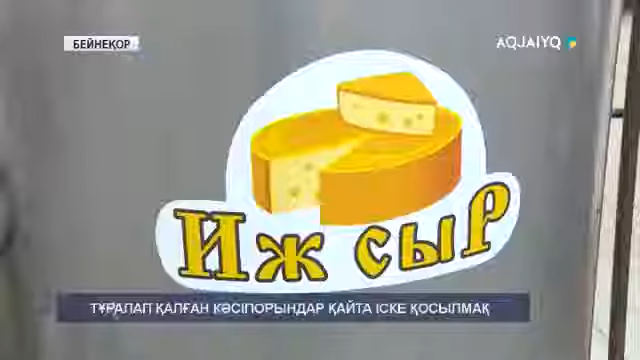 БЕЙНЕҚОР
AQJAIYQ
Иж сыр
ТҰРАЛАП ҚАЛҒАН КӘСІПОРЫНДАР ҚАЙТА ІСКЕ ҚОСЫЛМАҚ